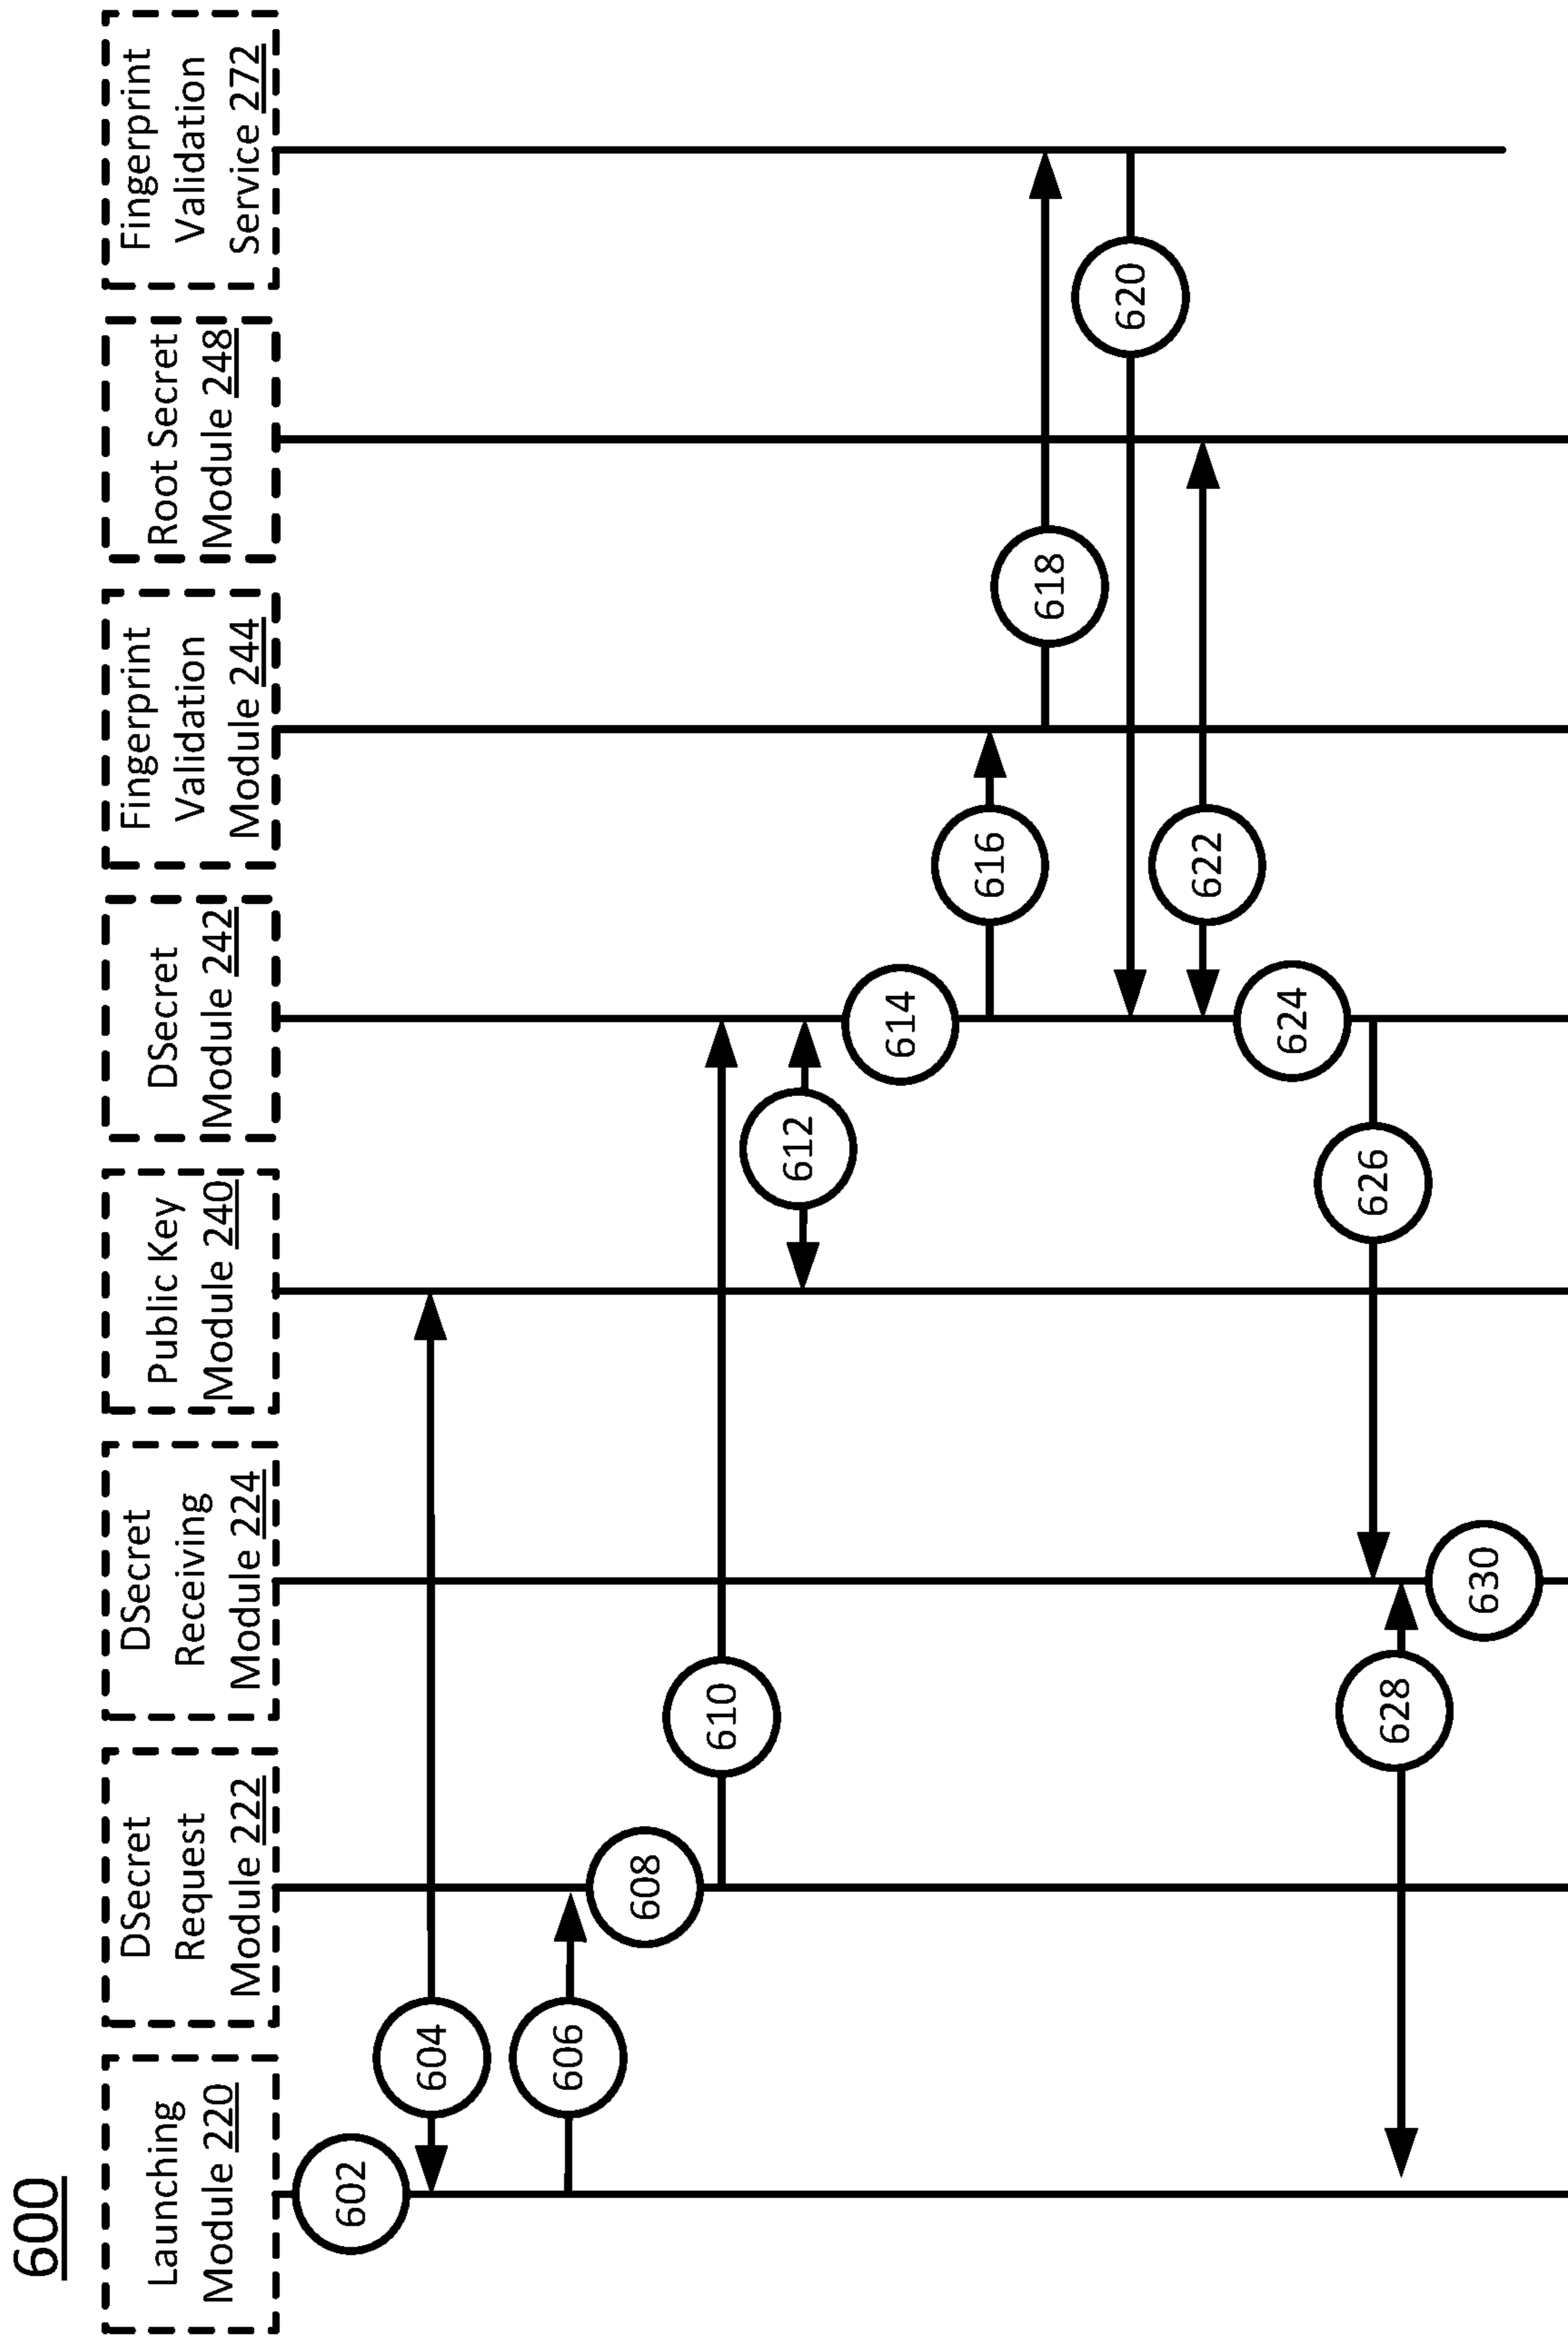 600
Launching
Module 220
DSecret
Request
Module 222
DSecret
Receiving
Module 224
Public Key
Module 240
DSecret
Module 242
Fingerprint
Validation
Module 244
Root Secret
Module 248
Fingerprint
Validation
Service 272
602
604
606
608
610
612
614
616
618
620
622
624
626
628
630